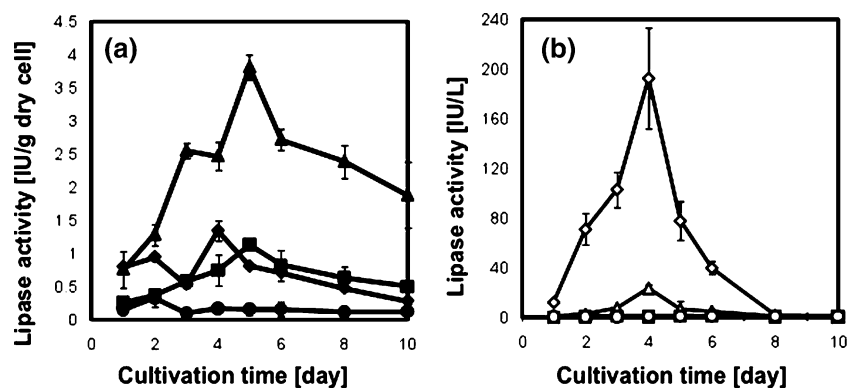 (a)
Lipase activity [IU/g dry cell]
4.5
4
3.5
3
2.5
2
1.5
1
0.5
0
0 2 4 6 8 10
Cultivation time [day]
(b)
Lipase activity [IU/L]
240
200
160
120
80
40
0
0 2 4 6 8 10
Cultivation time [day]